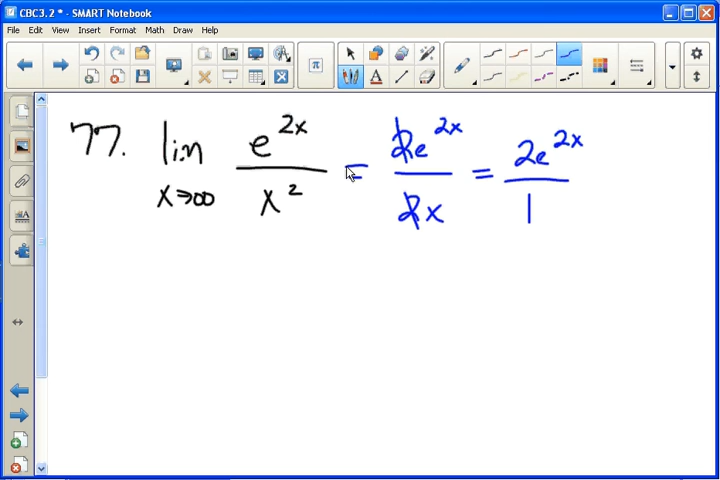 CBC3.2 * - SMART Notebook
File Edit View Insert Format Math Draw Help
77. lim x→∞ e^2x / x^2 = 2e^2x / 2x = 2e^2x / 1